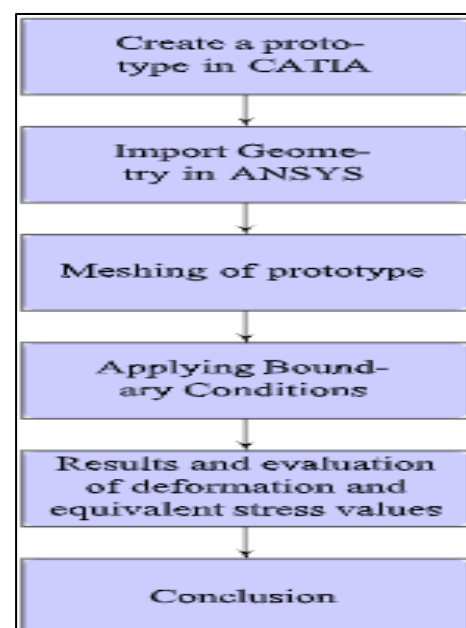 Create a proto-
type in CATIA
Import Geome-
try in ANSYS
Meshing of prototype
Applying Bound-
ary Conditions
Results and evaluation
of deformation and
equivalent stress values
Conclusion